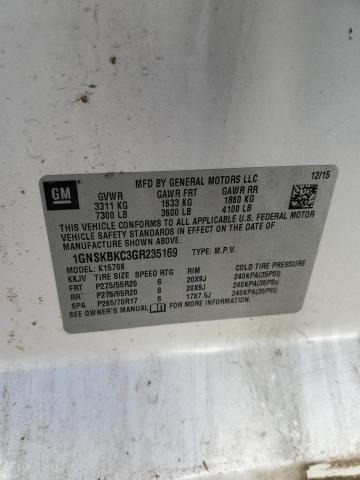 GM
MFD BY GENERAL MOTORS LLC 12/15
GVWR GAWR FRT GAWR RR
3311 KG 1633 KG 1860 KG
7300 LB 3600 LB 4100 LB
THIS VEHICLE CONFORMS TO ALL APPLICABLE U.S. FEDERAL MOTOR
VEHICLE SAFETY STANDARDS IN EFFECT ON THE DATE OF
MANUFACTURE SHOWN ABOVE.
1GNSKBKC3GR235169 TYPE: M.P.V.
MODEL: K15706
KKJV TIRE SIZE SPEED RTG RIM COLD TIRE PRESSURE
FRT P275/55R20 S 20X9J 240KPA(35PSI)
RR P275/55R20 S 20X9J 240KPA(35PSI)
SPA P265/70R17 S 17X7.5J 240KPA(35PSI)
SEE OWNER'S MANUAL FOR ADDITIONAL INFORMATION.